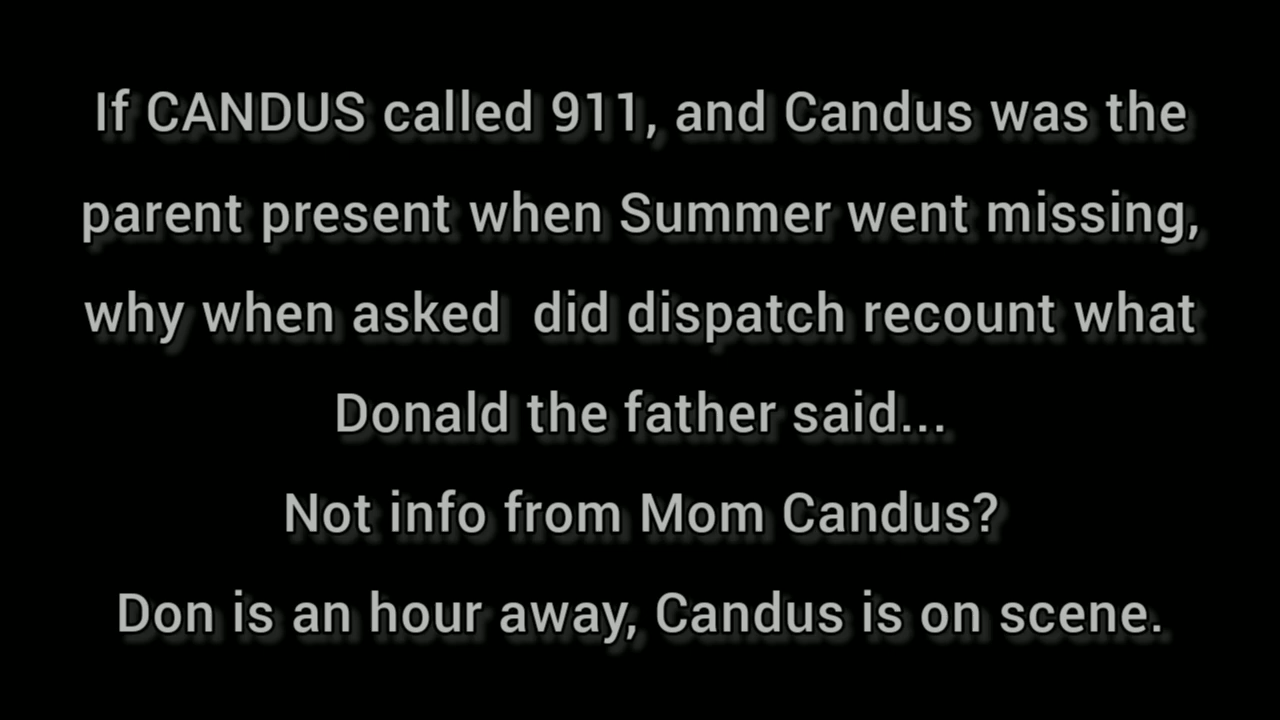 If CANDUS called 911, and Candus was the
parent present when Summer went missing,
why when asked  did dispatch recount what
Donald the father said...
Not info from Mom Candus?
Don is an hour away, Candus is on scene.